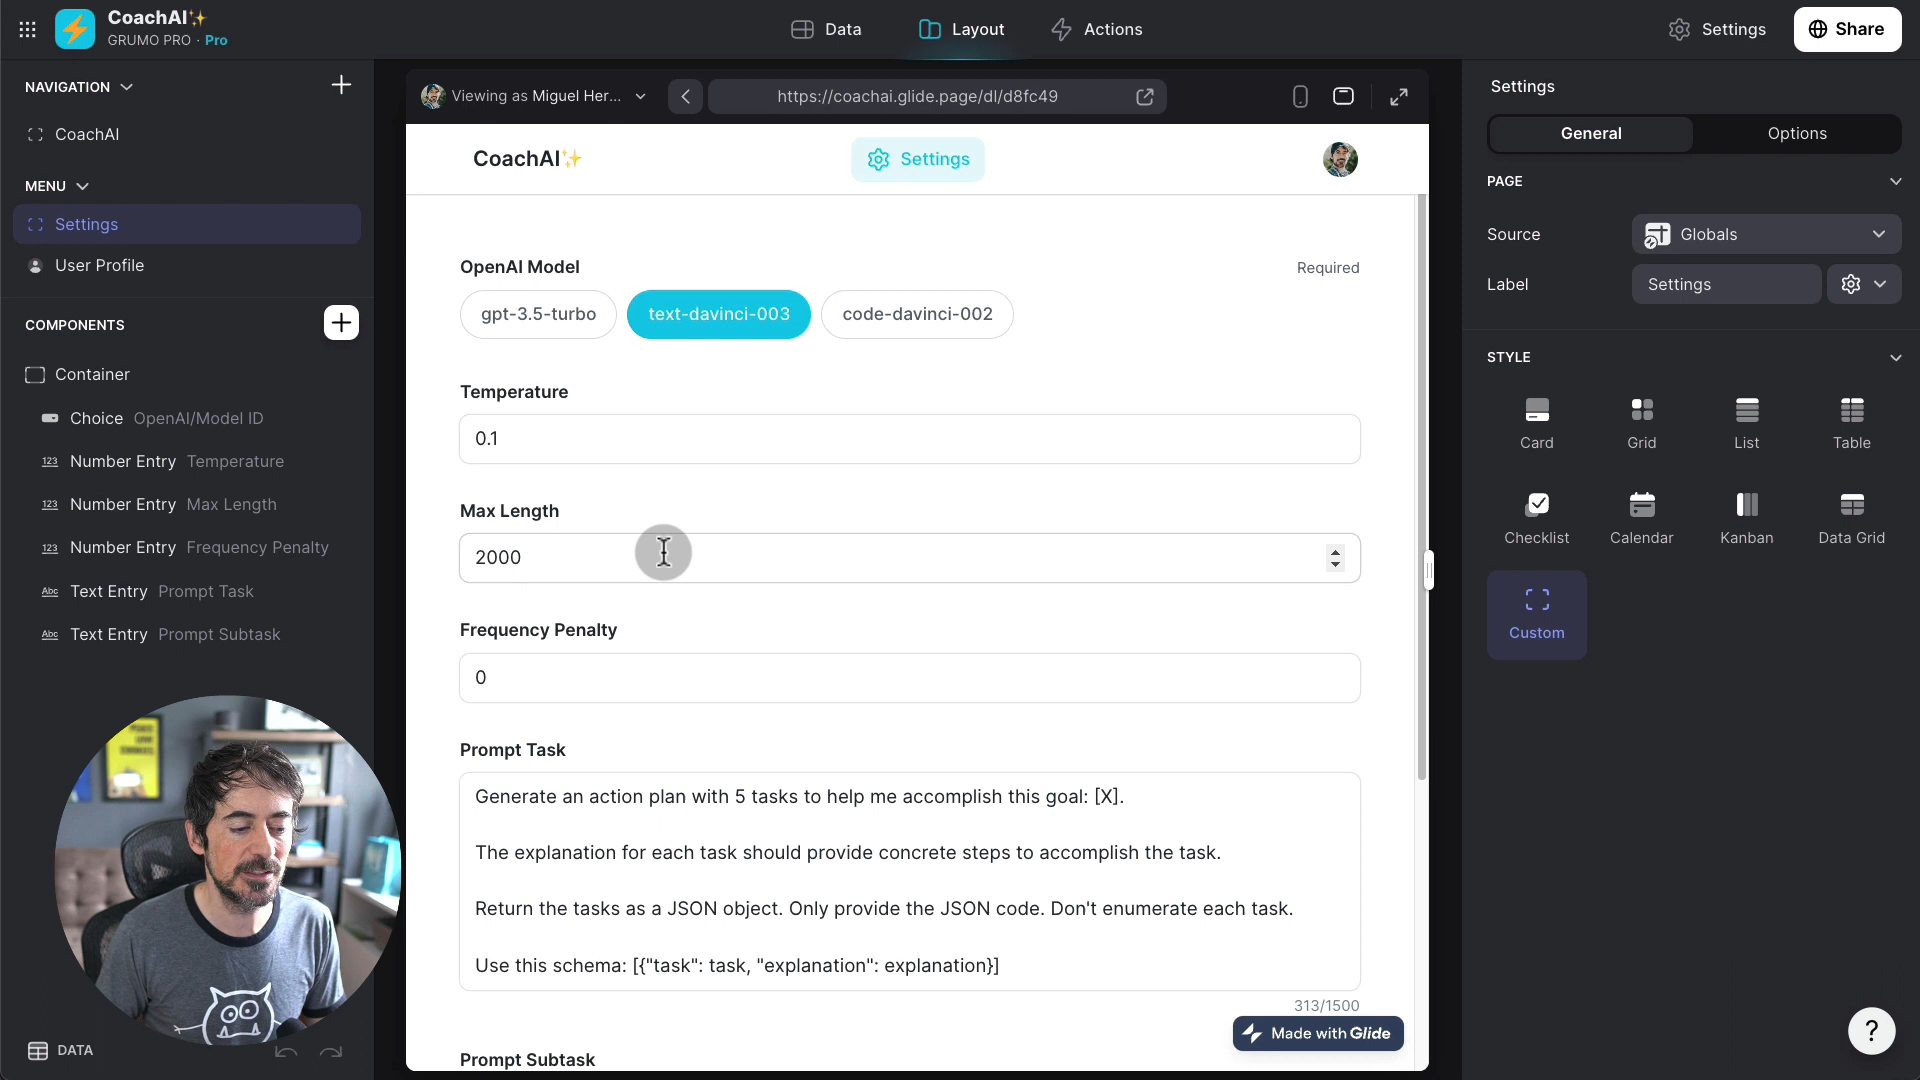 CoachAI✨
GRUMO PRO · Pro
Data
Layout
Actions
Settings
Share
NAVIGATION
CoachAI
MENU
Settings
User Profile
COMPONENTS
Container
Choice OpenAI/Model ID
123 Number Entry Temperature
123 Number Entry Max Length
123 Number Entry Frequency Penalty
Abc Text Entry Prompt Task
Abc Text Entry Prompt Subtask
DATA
Viewing as Miguel Her...
https://coachai.glide.page/dl/d8fc49
CoachAI✨
Settings
OpenAI Model
Required
gpt-3.5-turbo
text-davinci-003
code-davinci-002
Temperature
0.1
Max Length
2000
Frequency Penalty
0
Prompt Task
Generate an action plan with 5 tasks to help me accomplish this goal: [X].
The explanation for each task should provide concrete steps to accomplish the task.
Return the tasks as a JSON object. Only provide the JSON code. Don't enumerate each task.
Use this schema: [{"task": task, "explanation": explanation}]
313/1500
Made with Glide
Prompt Subtask
Settings
General
Options
PAGE
Source
Globals
Label
Settings
STYLE
Card
Grid
List
Table
Checklist
Calendar
Kanban
Data Grid
Custom
?